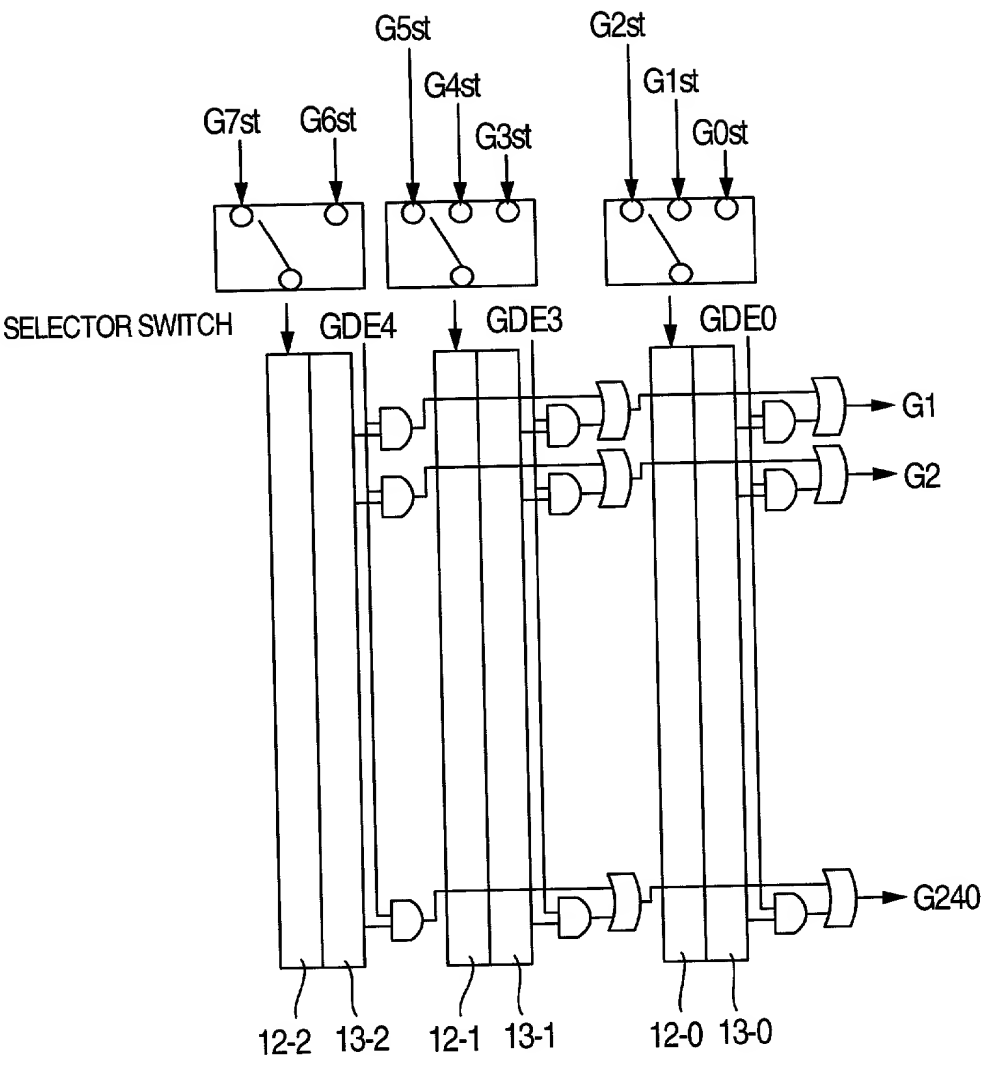 G5st
G2st
G4st
G1st
G7st
G6st
G3st
G0st
SELECTOR SWITCH
GDE4
GDE3
GDE0
G1
G2
G240
12-2
13-2
12-1
13-1
12-0
13-0